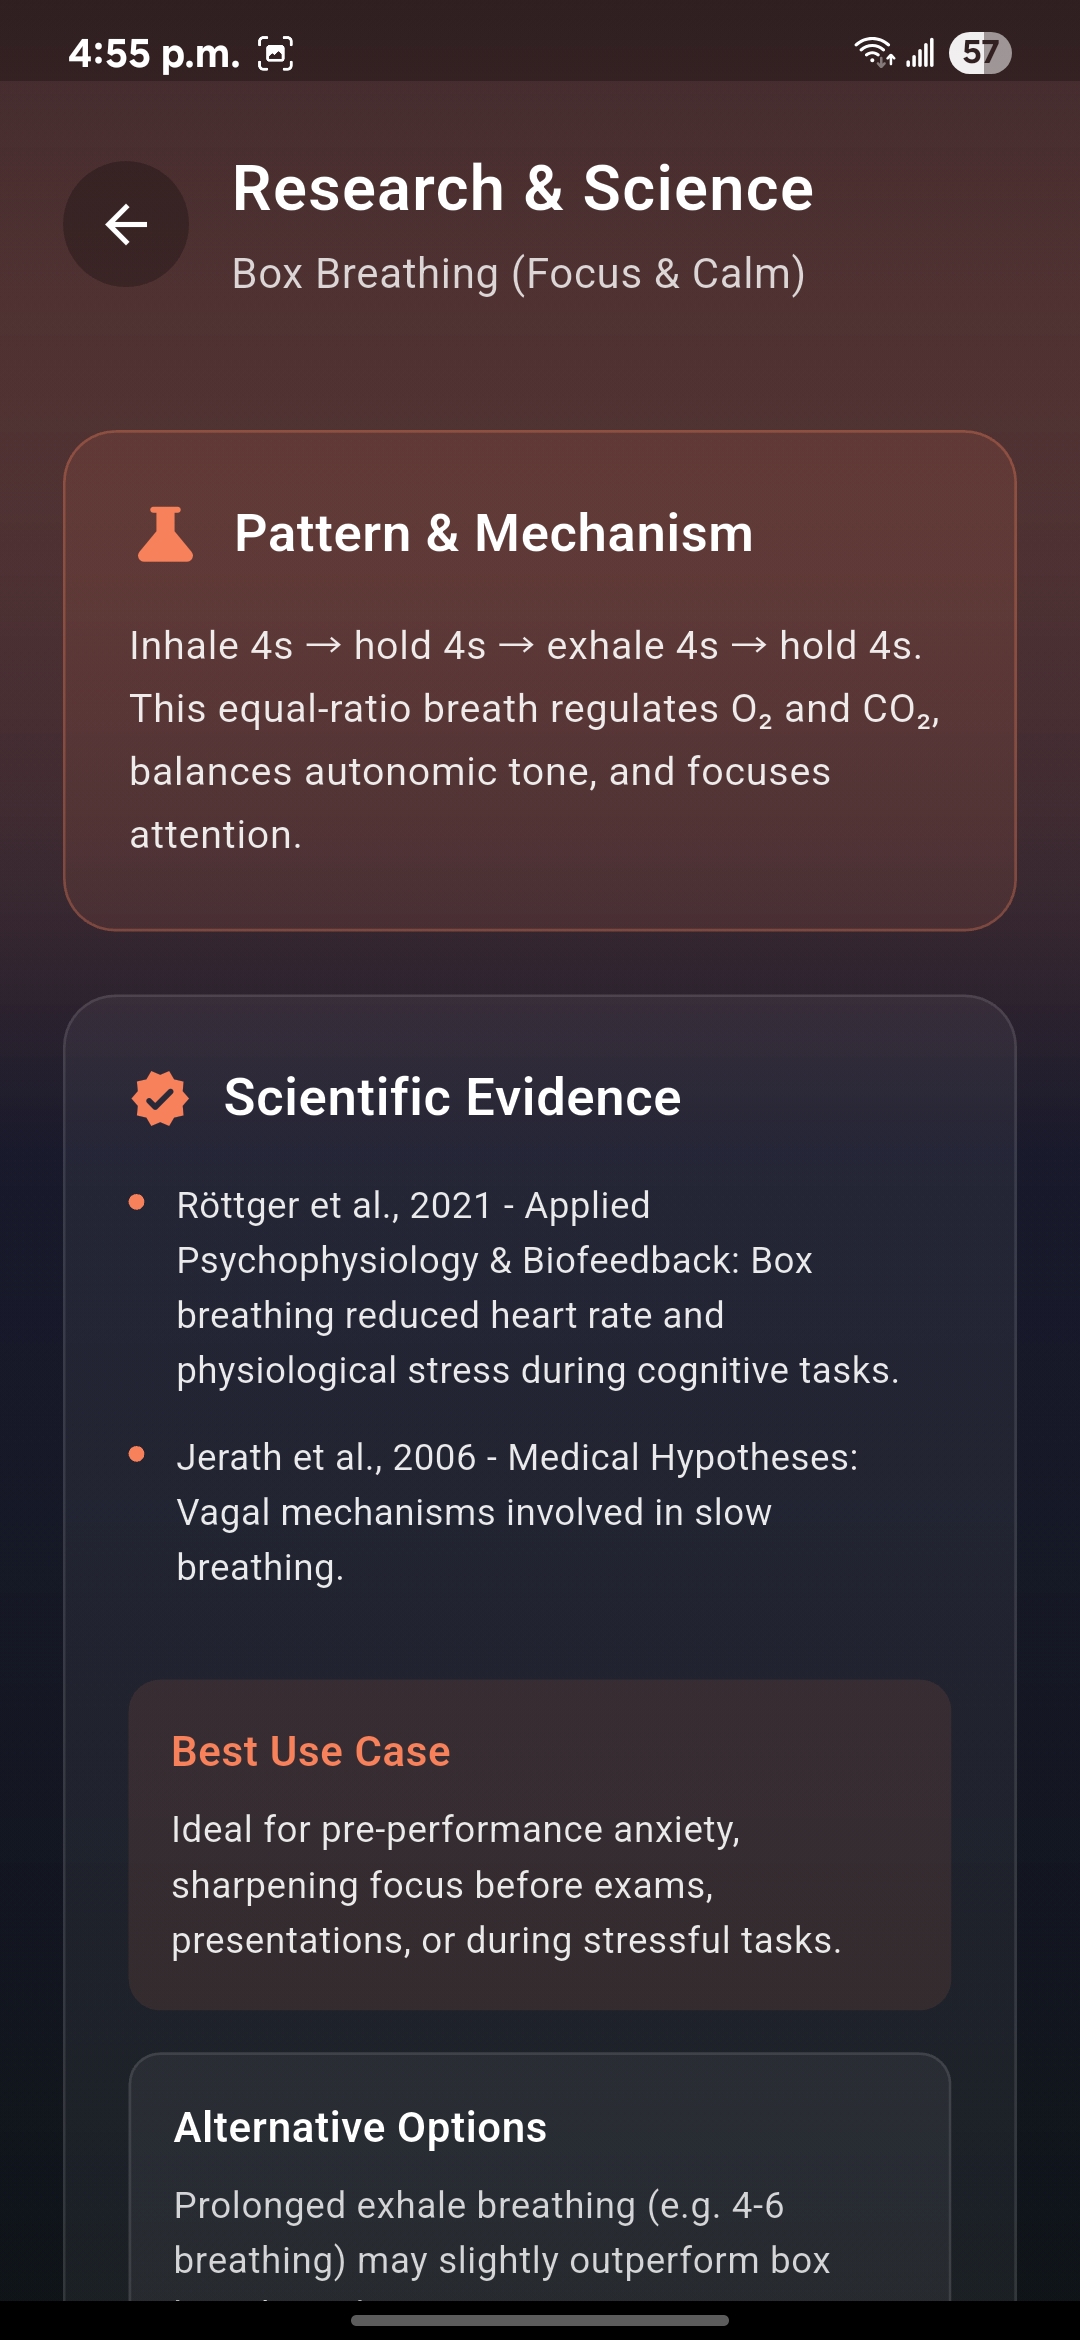 4:55 p.m.
57
Research & Science
Box Breathing (Focus & Calm)
Pattern & Mechanism
Inhale 4s → hold 4s → exhale 4s → hold 4s.
This equal-ratio breath regulates O₂ and CO₂,
balances autonomic tone, and focuses
attention.
Scientific Evidence
Röttger et al., 2021 - Applied
Psychophysiology & Biofeedback: Box
breathing reduced heart rate and
physiological stress during cognitive tasks.
Jerath et al., 2006 - Medical Hypotheses:
Vagal mechanisms involved in slow
breathing.
Best Use Case
Ideal for pre-performance anxiety,
sharpening focus before exams,
presentations, or during stressful tasks.
Alternative Options
Prolonged exhale breathing (e.g. 4-6
breathing) may slightly outperform box